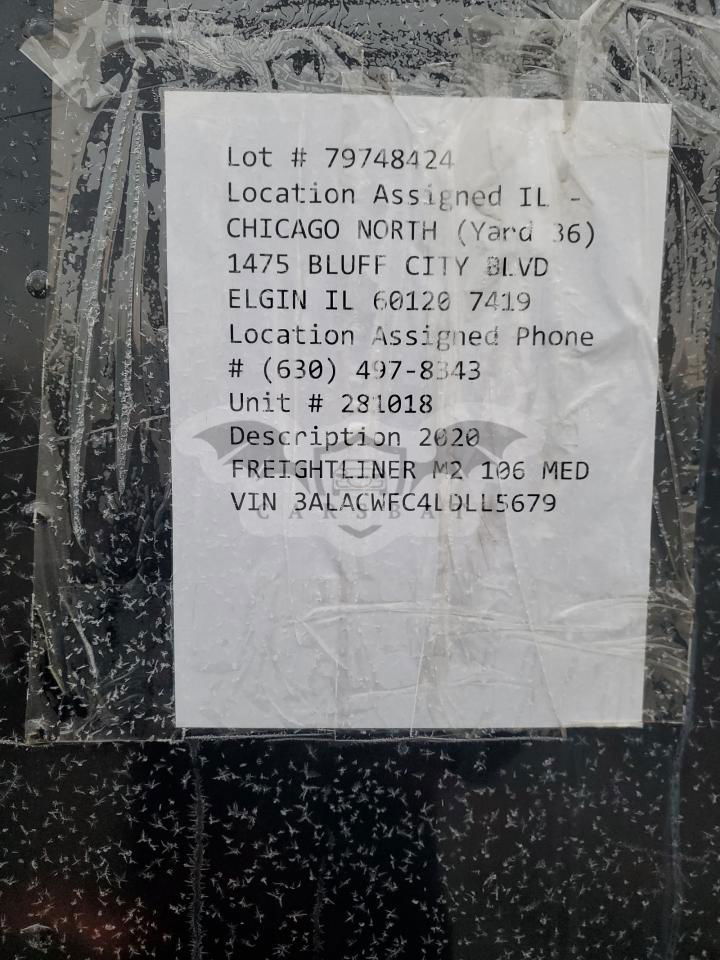 Lot # 79748424
Location Assigned IL -
CHICAGO NORTH (Yard 36)
1475 BLUFF CITY BLVD
ELGIN IL 60120 7419
Location Assigned Phone
# (630) 497-8343
Unit # 281018
Description 2020
FREIGHTLINER M2 106 MED
VIN 3ALACWFC4LDLL5679
CARSBAT